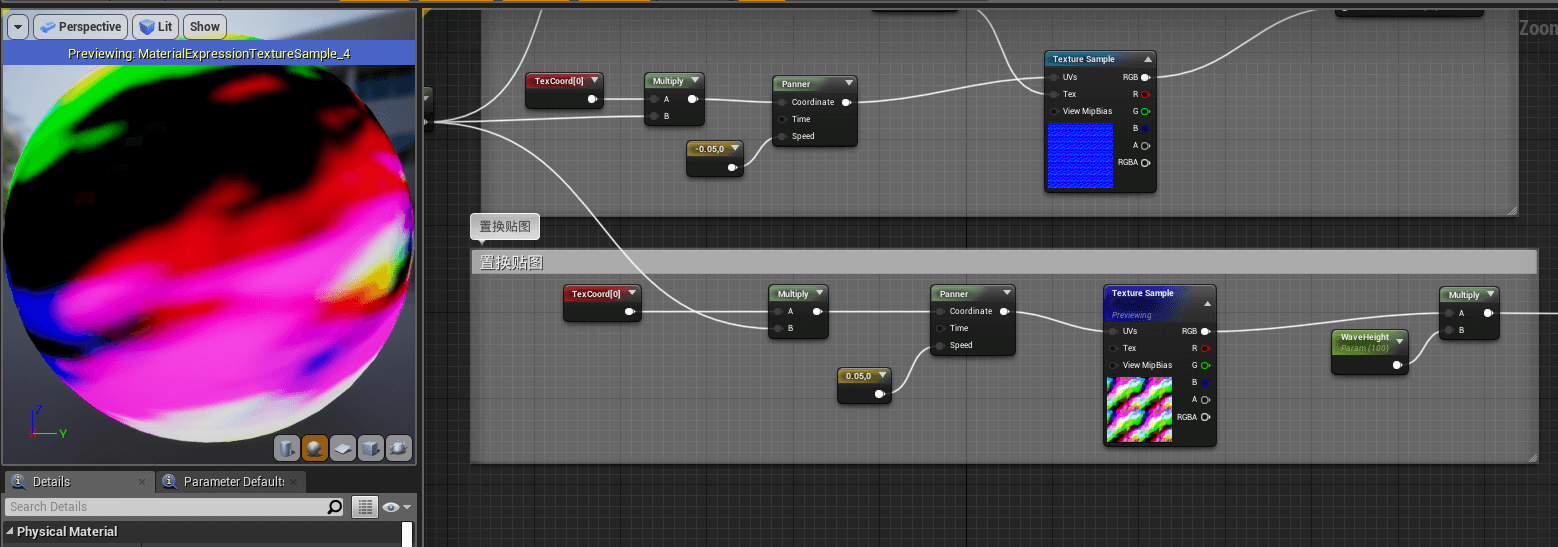 Perspective
Lit
Show
Previewing: MaterialExpressionTextureSample_4
Z
Y
Details
Parameter Defaults
Search Details
Physical Material
Zoom
TexCoord[0]
Multiply
A
B
-0.05,0
Panner
Coordinate
Time
Speed
Texture Sample
UVs
RGB
Tex
R
View MipBias
G
B
A
RGBA
置换贴图
置换贴图
TexCoord[0]
Multiply
A
B
0.05,0
Panner
Coordinate
Time
Speed
Texture Sample
Previewing
UVs
RGB
Tex
R
View MipBias
G
B
A
RGBA
WaveHeight
Param (100)
Multiply
A
B